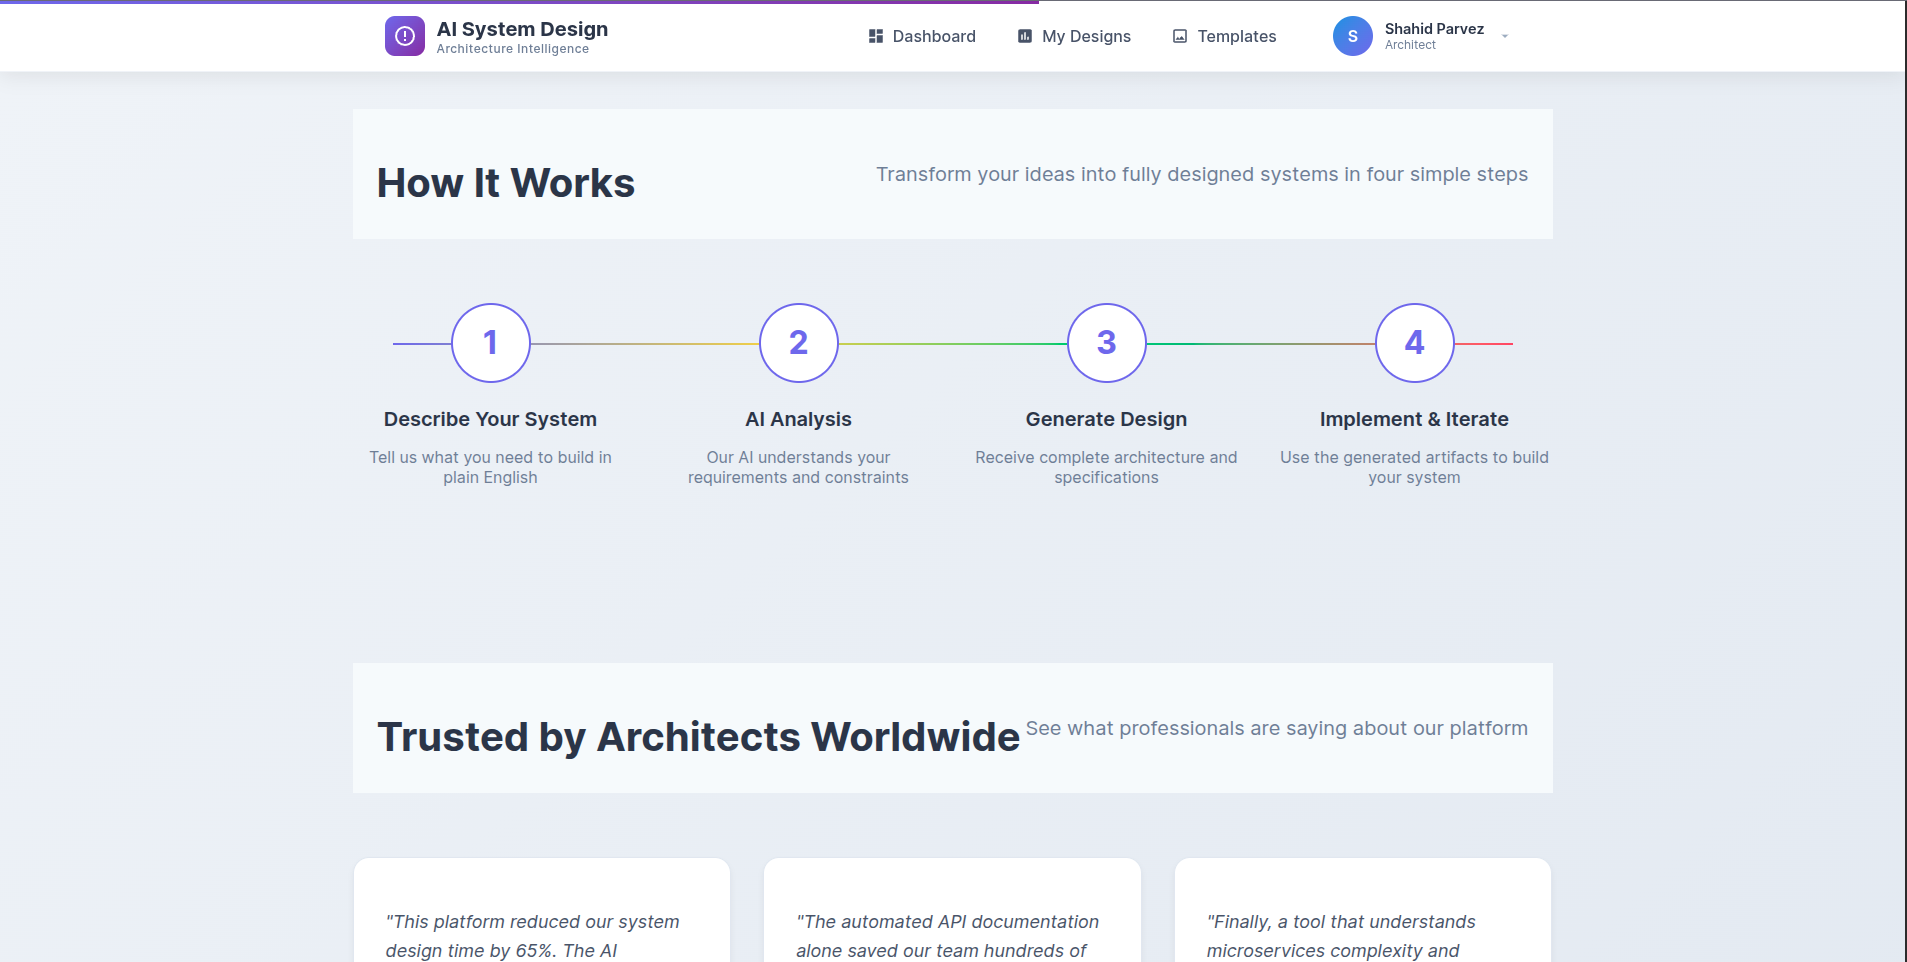 AI System Design
Architecture Intelligence
Dashboard
My Designs
Templates
S
Shahid Parvez
Architect
How It Works
Transform your ideas into fully designed systems in four simple steps
1
2
3
4
Describe Your System
Tell us what you need to build in
plain English
AI Analysis
Our AI understands your
requirements and constraints
Generate Design
Receive complete architecture and
specifications
Implement & Iterate
Use the generated artifacts to build
your system
Trusted by Architects Worldwide
See what professionals are saying about our platform
"This platform reduced our system
design time by 65%. The AI
"The automated API documentation
alone saved our team hundreds of
"Finally, a tool that understands
microservices complexity and